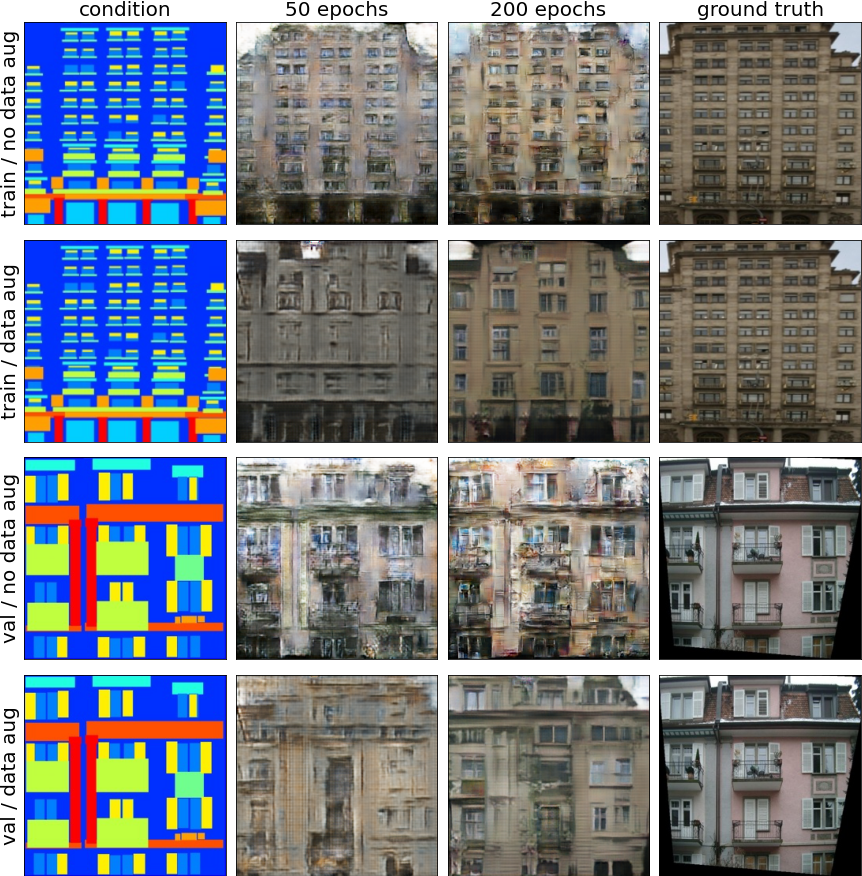 condition
50 epochs
200 epochs
ground truth
train / no data aug
train / data aug
val / no data aug
val / data aug